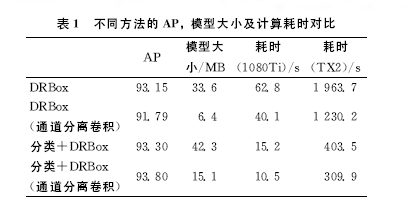 表1 不同方法的 AP,模型大小及计算耗时对比
AP 模型大小/MB 耗时(1080Ti)/s 耗时(TX2)/s
DRBox 93.15 33.6 62.8 1 963.7
DRBox(通道分离卷积) 91.79 6.4 40.1 1 230.2
分类+DRBox 93.30 42.3 15.2 403.5
分类+DRBox(通道分离卷积) 93.80 15.1 10.5 309.9